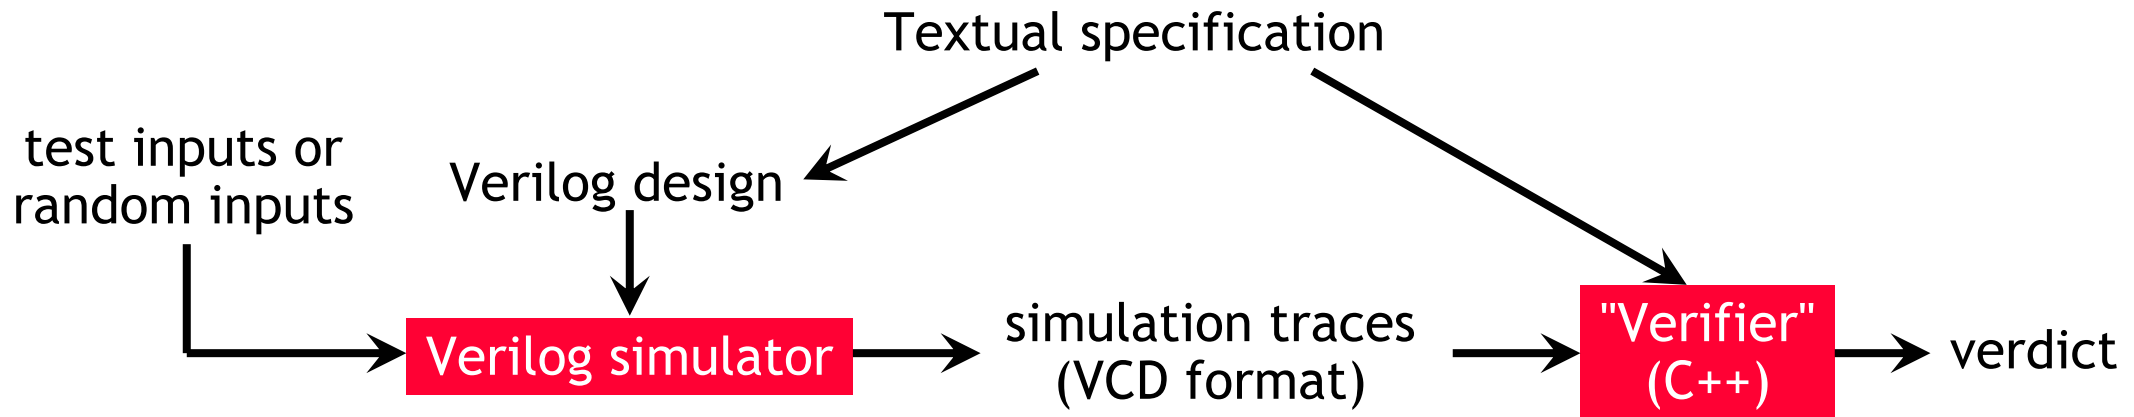 Textual specification
test inputs or
random inputs
Verilog design
Verilog simulator
simulation traces
(VCD format)
"Verifier"
(C++)
verdict